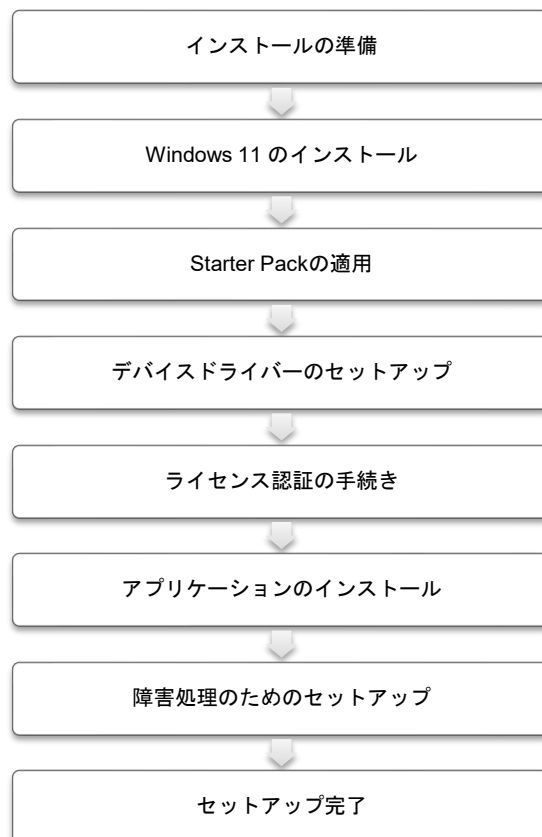 インストールの準備
Windows 11 のインストール
Starter Packの適用
デバイスドライバーのセットアップ
ライセンス認証の手続き
アプリケーションのインストール
障害処理のためのセットアップ
セットアップ完了